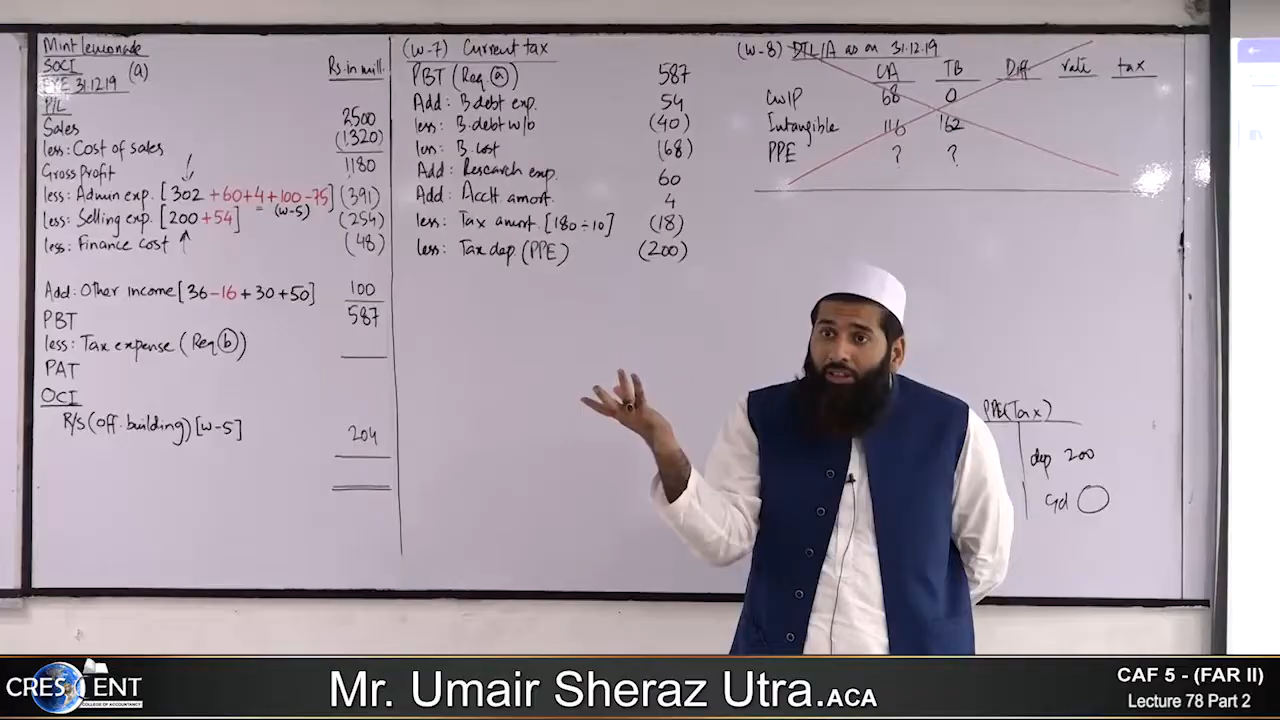 Mint lemonade
SOCI (a)
BYE 31.12.19
Rs. in mill.
P/L
Sales 2500
less: Cost of sales (1320)
Gross profit 1180
less: Admin exp. [302 +60+4+100-75] (391)
= (w-5)
less: Selling exp. [200 +54] (254)
less: Finance cost (48)
Add: Other income [36 -16 +30 +50] 100
PBT 587
less: Tax expense (Req b)
PAT
OCI
R/s (off. building) [w-5] 204
(w-7) Current tax
PBT (Req. a) 587
Add: B.debt exp. 54
less: B.debt w/b (40)
less: B.cost (68)
Add: Research exp. 60
Add: Acctt amort. 4
less: Tax amort. [180 ÷ 10] (18)
less: Tax dep. (PPE) (200)
(w-8) DTL/A as on 31.12.19
CA TB Diff rate tax
CWIP 68 0
Intangible 116 162
PPE ? ?
PPE (Tax)
dep 200
CRESCENT
COLLEGE OF ACCOUNTANCY
Mr. Umair Sheraz Utra.ACA
CAF 5 - (FAR II)
Lecture 78 Part 2